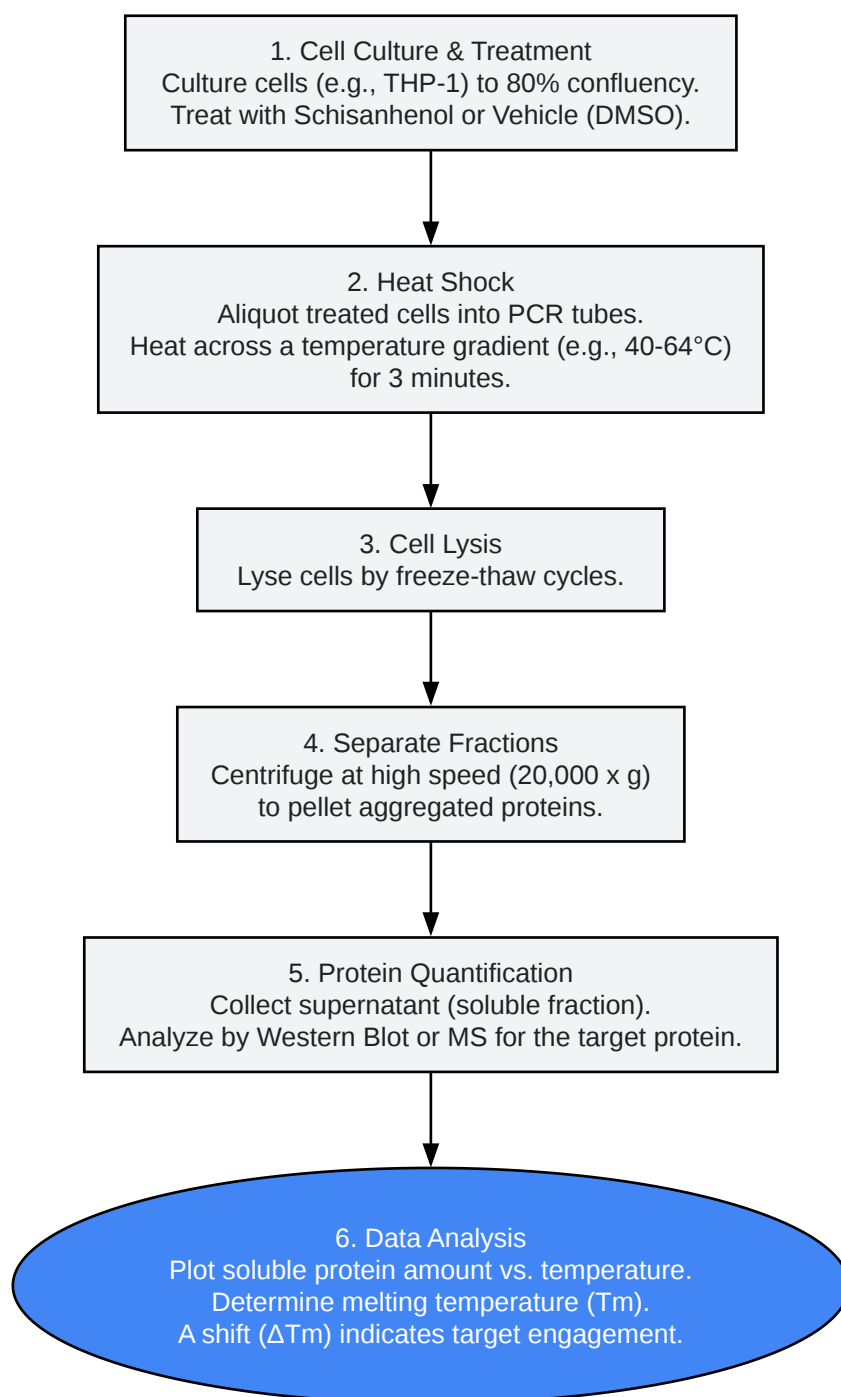 1. Cell Culture & Treatment
Culture cells (e.g., THP-1) to 80% confluency.
Treat with Schisanhenol or Vehicle (DMSO).
2. Heat Shock
Aliquot treated cells into PCR tubes.
Heat across a temperature gradient (e.g., 40-64°C)
for 3 minutes.
3. Cell Lysis
Lyse cells by freeze-thaw cycles.
4. Separate Fractions
Centrifuge at high speed (20,000 x g)
to pellet aggregated proteins.
5. Protein Quantification
Collect supernatant (soluble fraction).
Analyze by Western Blot or MS for the target protein.
6. Data Analysis
Plot soluble protein amount vs. temperature.
Determine melting temperature (Tm).
A shift (ΔTm) indicates target engagement.